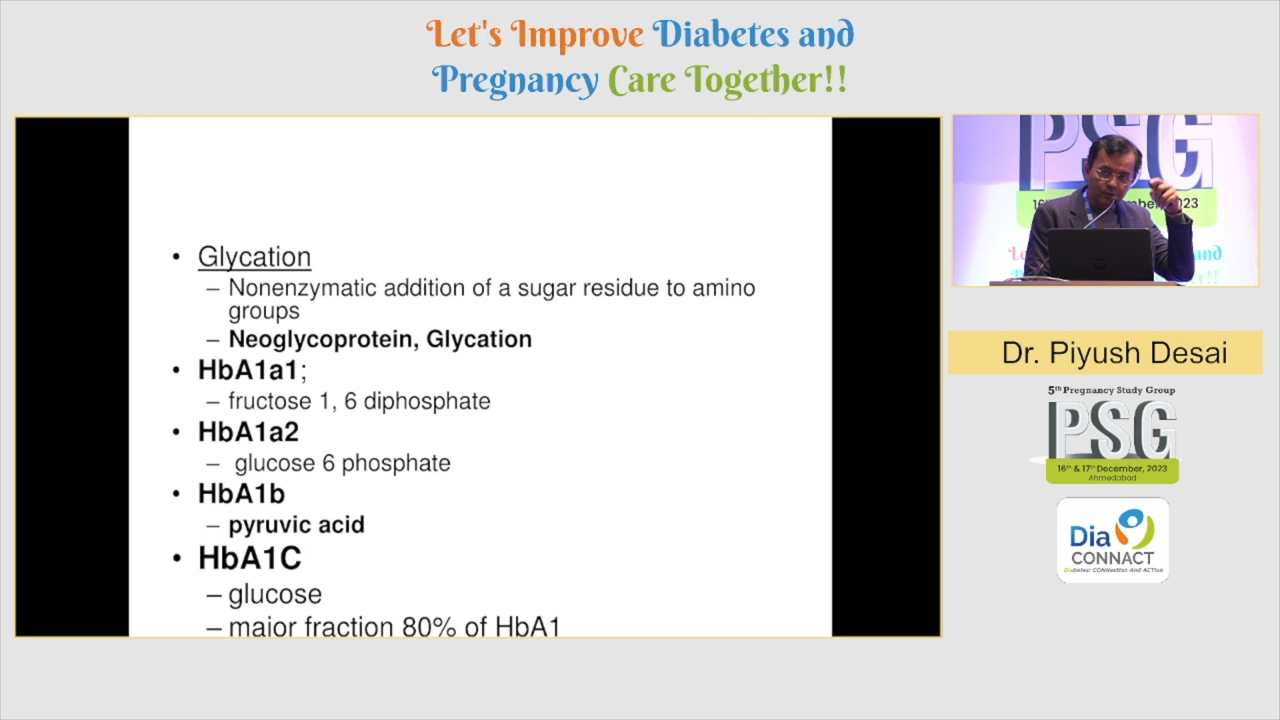 Let's Improve Diabetes and
Pregnancy Care Together!!
• Glycation
– Nonenzymatic addition of a sugar residue to amino
groups
– Neoglycoprotein, Glycation
• HbA1a1;
– fructose 1, 6 diphosphate
• HbA1a2
– glucose 6 phosphate
• HbA1b
– pyruvic acid
• HbA1C
– glucose
– major fraction 80% of HbA1
PSG
Dr. Piyush Desai
5th Pregnancy Study Group
PSG
16th & 17th December, 2023
Ahmedabad
Dia
CONNACT
Diabetes: CONNection And ACTion